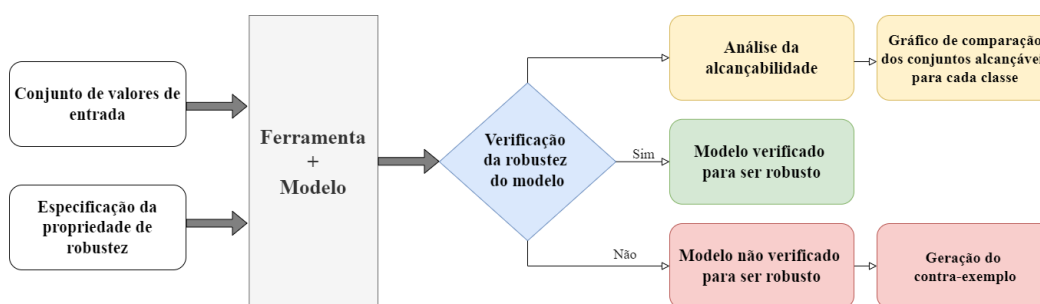 Conjunto de valores de
entrada
Especificação da
propriedade de
robustez
Ferramenta
+
Modelo
Verificação
da robustez
do modelo
Sim
Não
Análise da
alcançabilidade
Gráfico de comparação
dos conjuntos alcançáveis
para cada classe
Modelo verificado
para ser robusto
Modelo não verificado
para ser robusto
Geração do
contra-exemplo